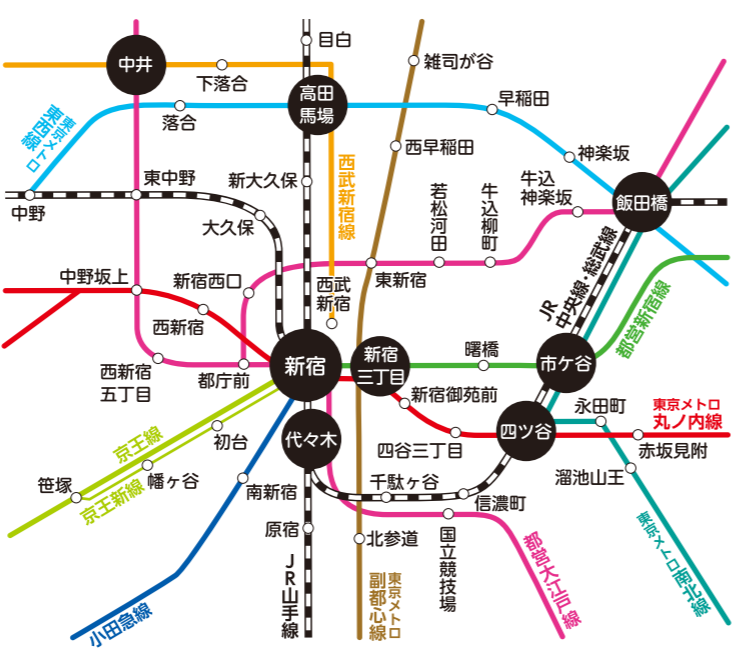 目白
中井
雑司が谷
下落合
高田
馬場
早稲田
東京メトロ
東西線
落合
西早稲田
神楽坂
西武新宿線
東中野
新大久保
若松河田
牛込柳町
牛込
神楽坂
飯田橋
中野
大久保
JR
中央線・総武線
中野坂上
新宿西口
西武
新宿
東新宿
都営新宿線
西新宿
新宿
新宿
三丁目
曙橋
市ケ谷
西新宿
五丁目
都庁前
新宿御苑前
永田町
東京メトロ
丸ノ内線
京王線
初台
代々木
四谷三丁目
四ツ谷
赤坂見附
笹塚
幡ヶ谷
京王新線
南新宿
千駄ヶ谷
信濃町
溜池山王
原宿
北参道
国立競技場
東京メトロ南北線
都営大江戸線
JR山手線
東京メトロ
副都心線
小田急線